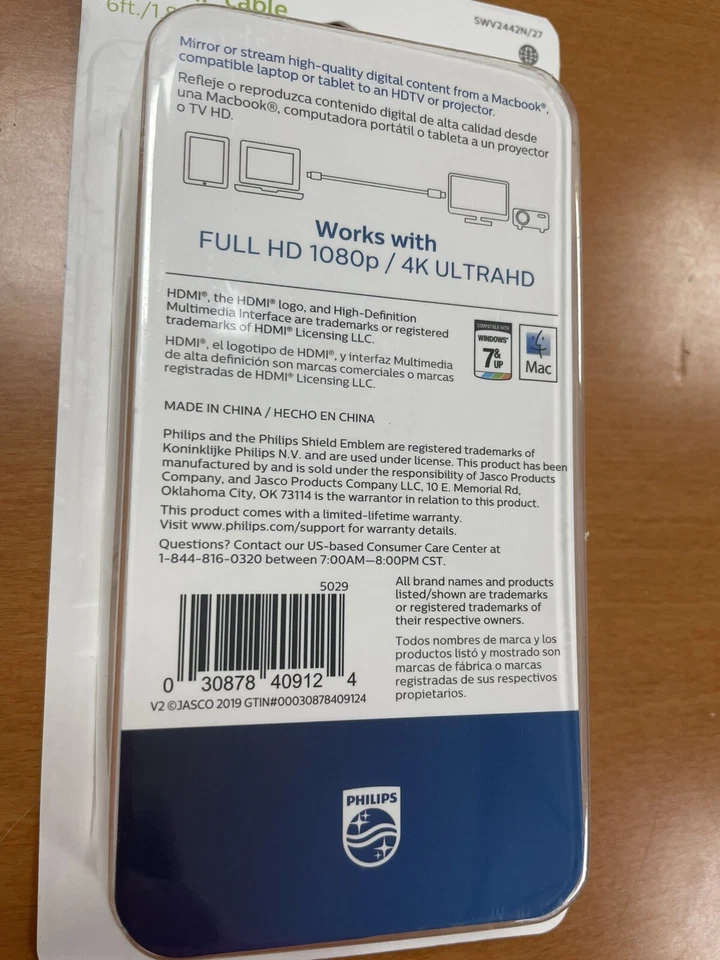 Cable
6ft./1.8
SWV2442N/27
Mirror or stream high-quality digital content from a Macbook®,
compatible laptop or tablet to an HDTV or projector.
Refleje o reproduzca contenido digital de alta calidad desde
una Macbook®, computadora portátil o tableta a un proyector
o TV HD.
Works with
FULL HD 1080p / 4K ULTRAHD
HDMI®, the HDMI® logo, and High-Definition
Multimedia Interface are trademarks or registered
trademarks of HDMI® Licensing LLC.
HDMI®, el logotipo de HDMI®, y interfaz Multimedia
de alta definición son marcas comerciales o marcas
registradas de HDMI® Licensing LLC.
COMPATIBLE WITH
WINDOWS®
7 & UP
Mac
MADE IN CHINA / HECHO EN CHINA
Philips and the Philips Shield Emblem are registered trademarks of
Koninklijke Philips N.V. and are used under license. This product has been
manufactured by and is sold under the responsibility of Jasco Products
Company, and Jasco Products Company LLC, 10 E. Memorial Rd,
Oklahoma City, OK 73114 is the warrantor in relation to this product.
This product comes with a limited-lifetime warranty.
Visit www.philips.com/support for warranty details.
Questions? Contact our US-based Consumer Care Center at
1-844-816-0320 between 7:00AM—8:00PM CST.
5029
0 30878 40912 4
V2 ©JASCO 2019 GTIN#00030878409124
All brand names and products
listed/shown are trademarks
or registered trademarks of
their respective owners.
Todos nombres de marca y los
productos listó y mostrado son
marcas de fábrica o marcas
registradas de sus respectivos
propietarios.
PHILIPS